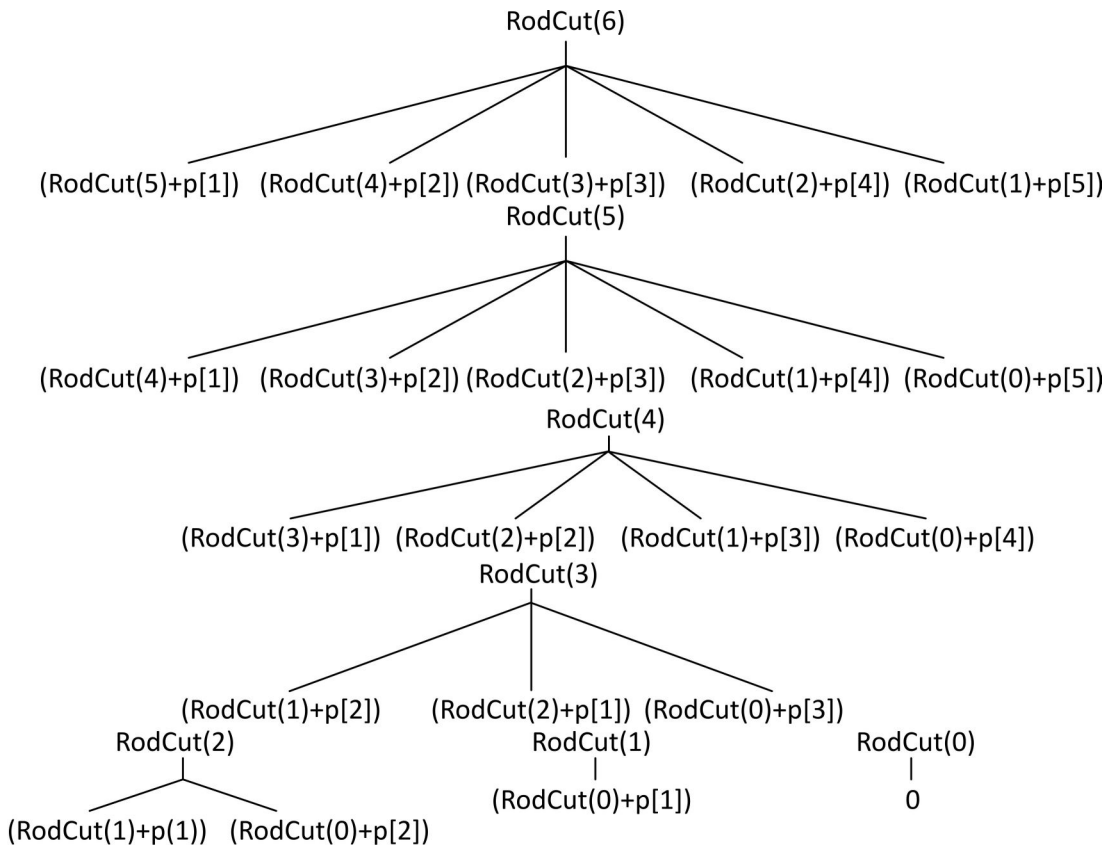 RodCut(6)
(RodCut(5)+p[1]) (RodCut(4)+p[2]) (RodCut(3)+p[3]) (RodCut(2)+p[4]) (RodCut(1)+p[5])
RodCut(5)
(RodCut(4)+p[1]) (RodCut(3)+p[2]) (RodCut(2)+p[3]) (RodCut(1)+p[4]) (RodCut(0)+p[5])
RodCut(4)
(RodCut(3)+p[1]) (RodCut(2)+p[2]) (RodCut(1)+p[3]) (RodCut(0)+p[4])
RodCut(3)
(RodCut(1)+p[2]) (RodCut(2)+p[1]) (RodCut(0)+p[3])
RodCut(2) RodCut(1) RodCut(0)
(RodCut(0)+p[1]) 0
(RodCut(1)+p(1)) (RodCut(0)+p[2])